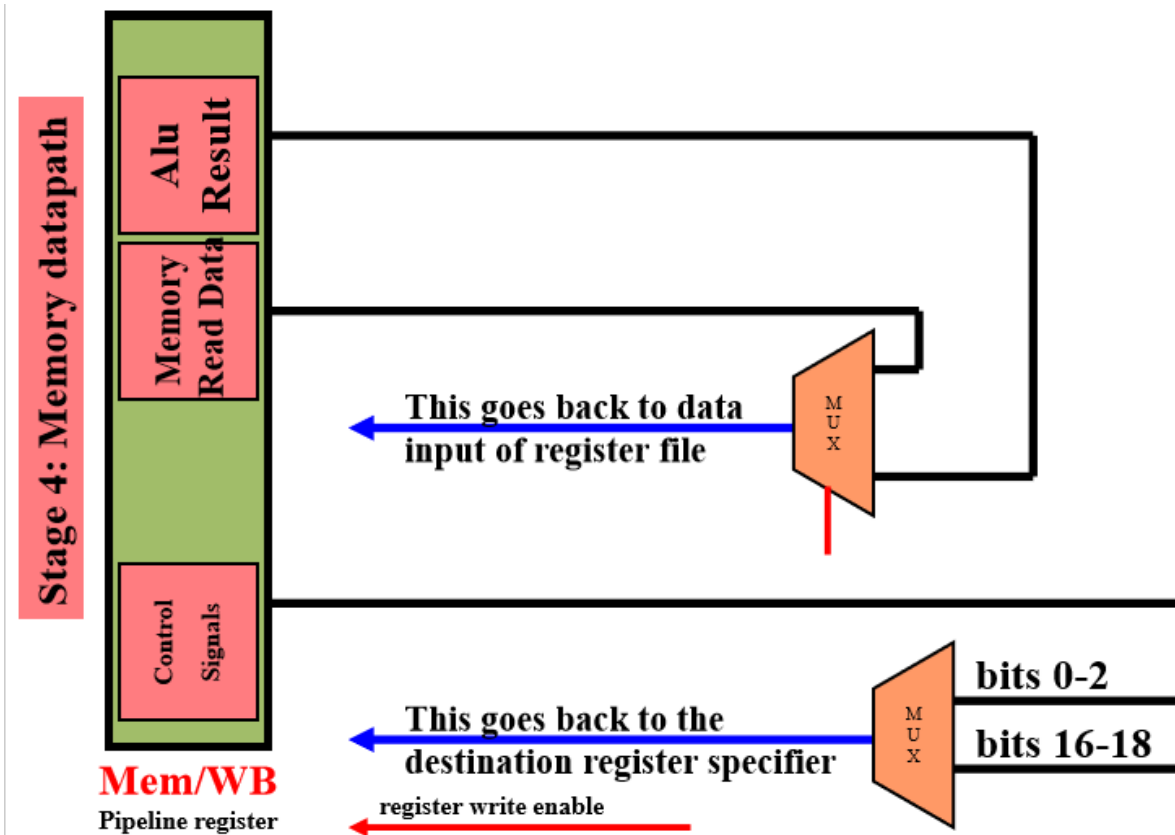 Stage 4: Memory datapath
Alu
Result
Memory
Read Data
Control
Signals
Mem/WB
Pipeline register
This goes back to data
input of register file
M
U
X
This goes back to the
destination register specifier
M
U
X
bits 0-2
bits 16-18
register write enable